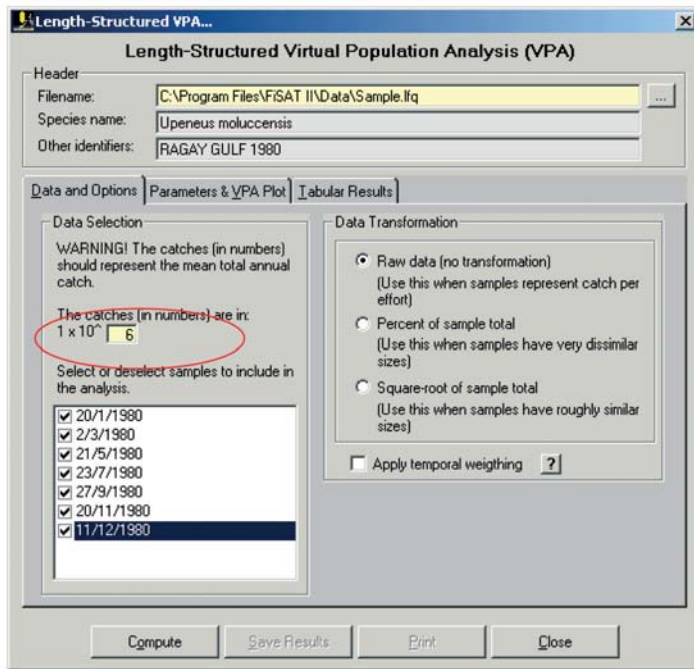 Length-Structured VPA...
Length-Structured Virtual Population Analysis (VPA)
Header
Filename:
C:\Program Files\FiSAT II\Data\Sample.lfq
...
Species name:
Upeneus moluccensis
Other identifiers:
RAGAY GULF 1980
Data and Options
Parameters & VPA Plot
Tabular Results
Data Selection
WARNING! The catches (in numbers)
should represent the mean total annual
catch.
The catches (in numbers) are in:
1 x 10^ 6
Select or deselect samples to include in
the analysis.
20/1/1980
2/3/1980
21/5/1980
23/7/1980
27/9/1980
20/11/1980
11/12/1980
Data Transformation
Raw data (no transformation)
(Use this when samples represent catch per
effort)
Percent of sample total
(Use this when samples have very dissimilar
sizes)
Square-root of sample total
(Use this when samples have roughly similar
sizes)
Apply temporal weigthing ?
Compute
Save Results
Print
Close